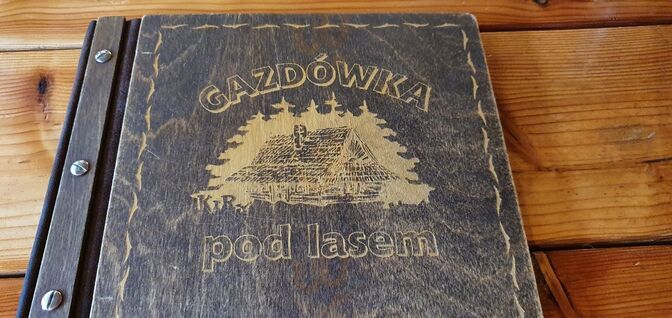 GAZDÓWKA
K.R.
pod lasem